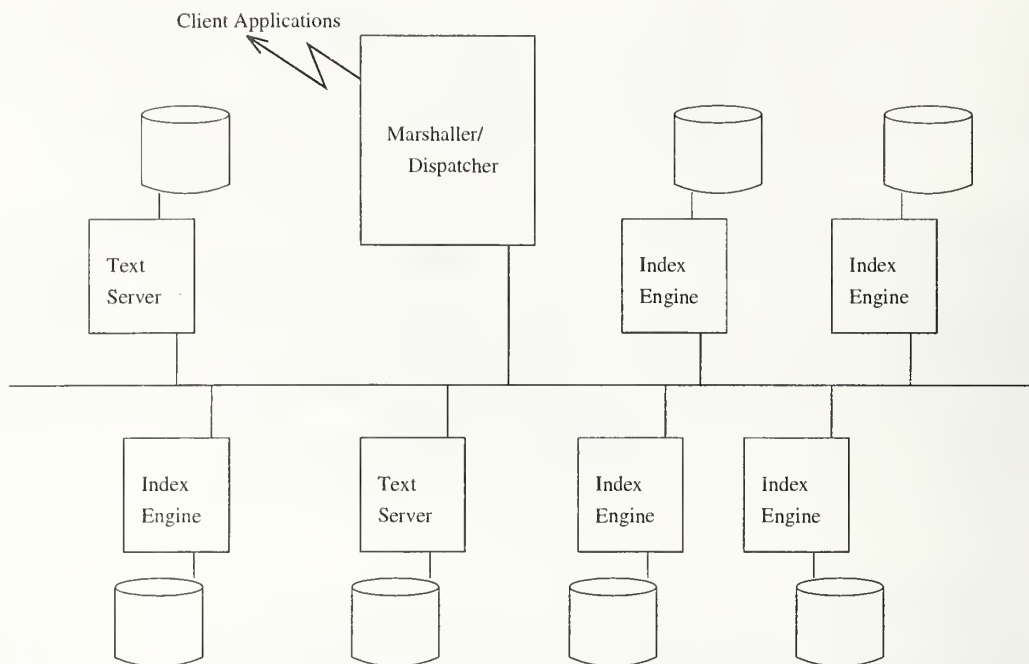 Client Applications
Marshaller/
Dispatcher
Text
Server
Index
Engine
Index
Engine
Index
Engine
Text
Server
Index
Engine
Index
Engine